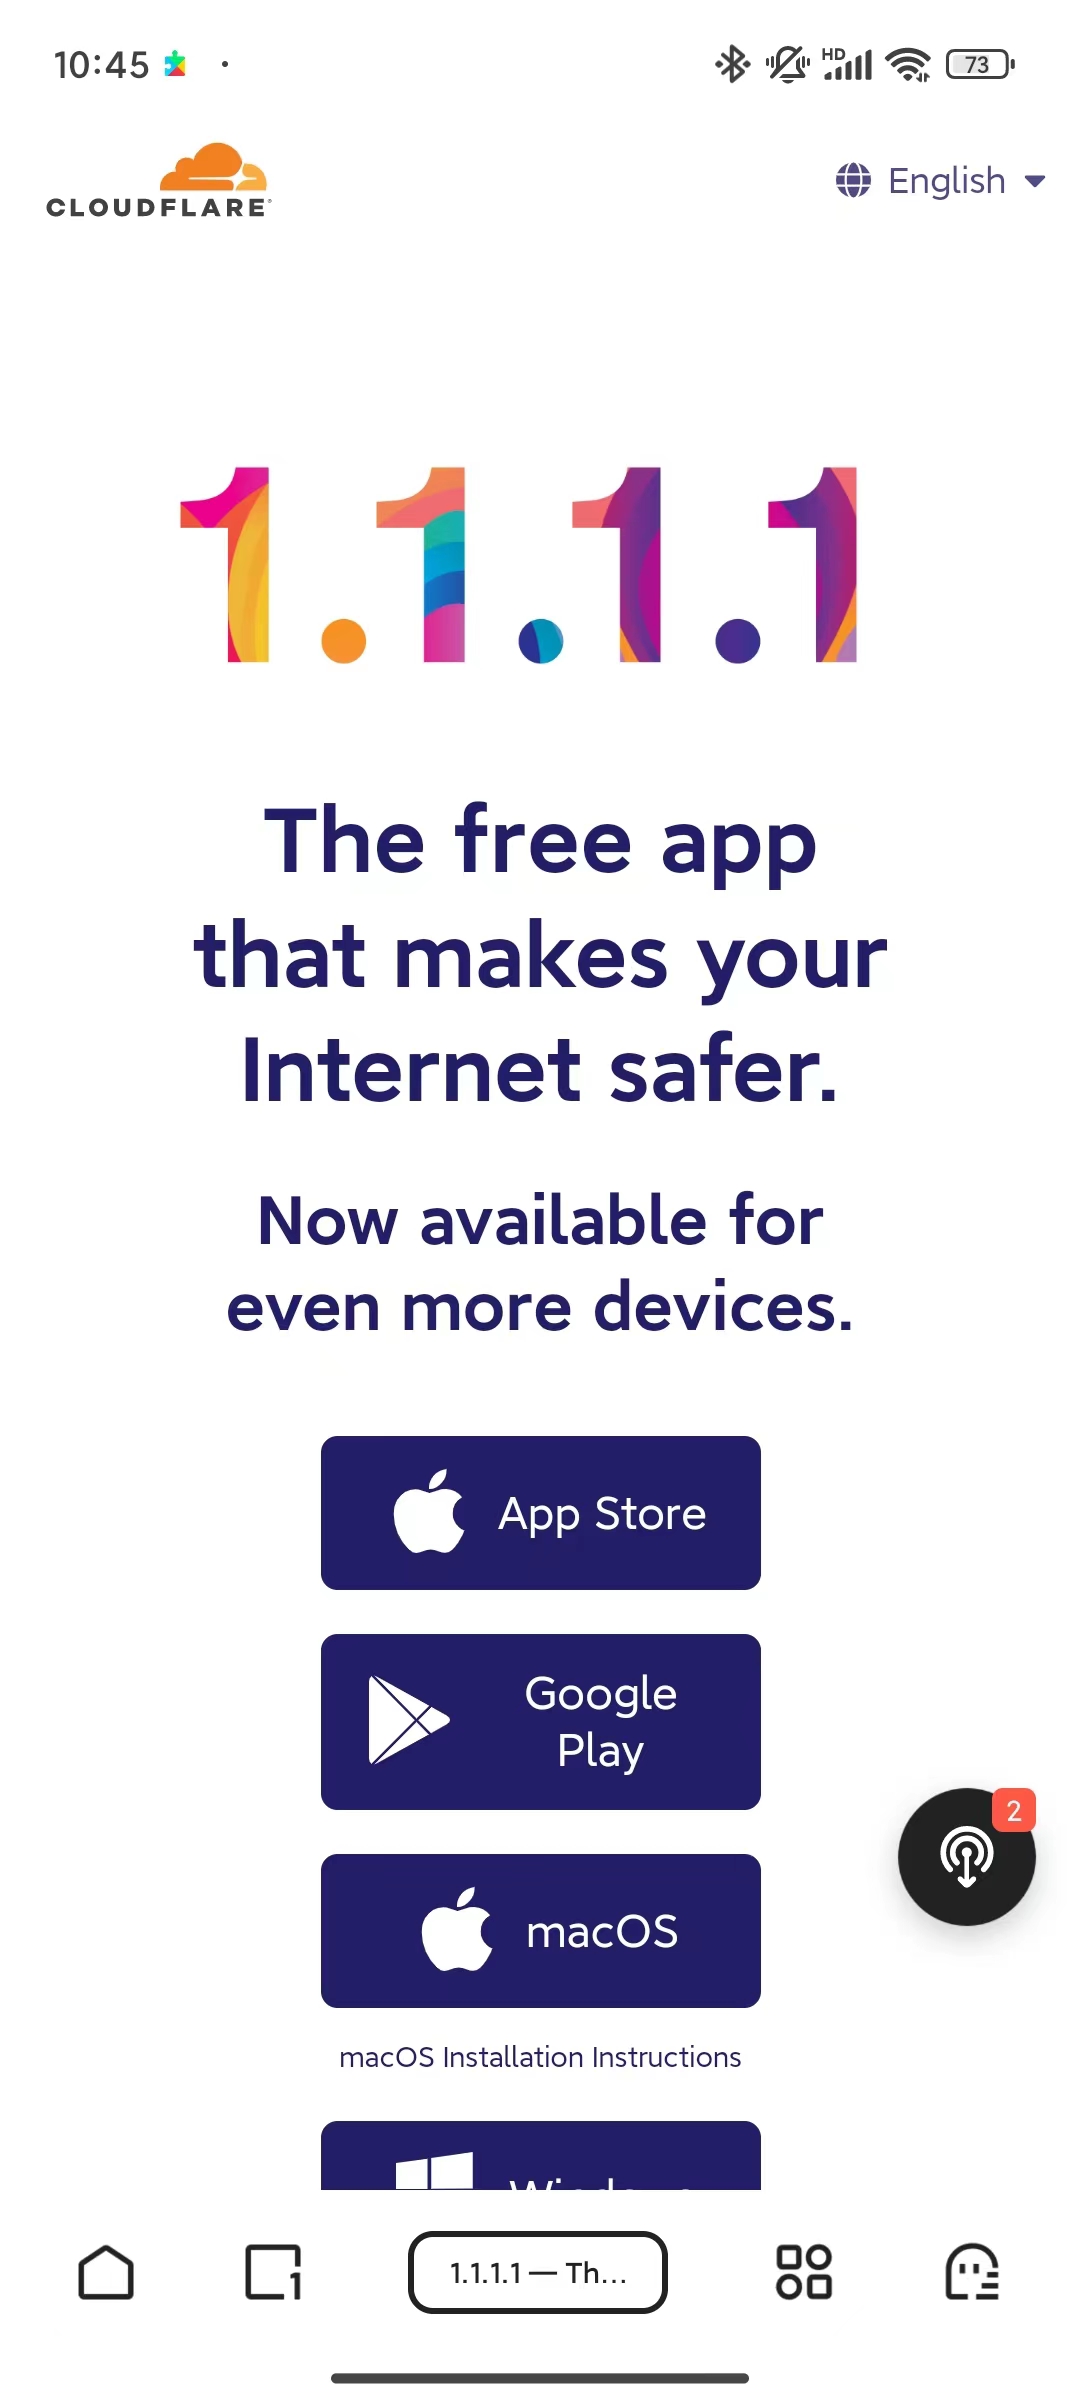 10:45
HD
73
CLOUDFLARE
English
1.1.1.1
The free app
that makes your
Internet safer.
Now available for
even more devices.
App Store
Google
Play
2
macOS
macOS Installation Instructions
Windows
1
1.1.1.1 — Th...